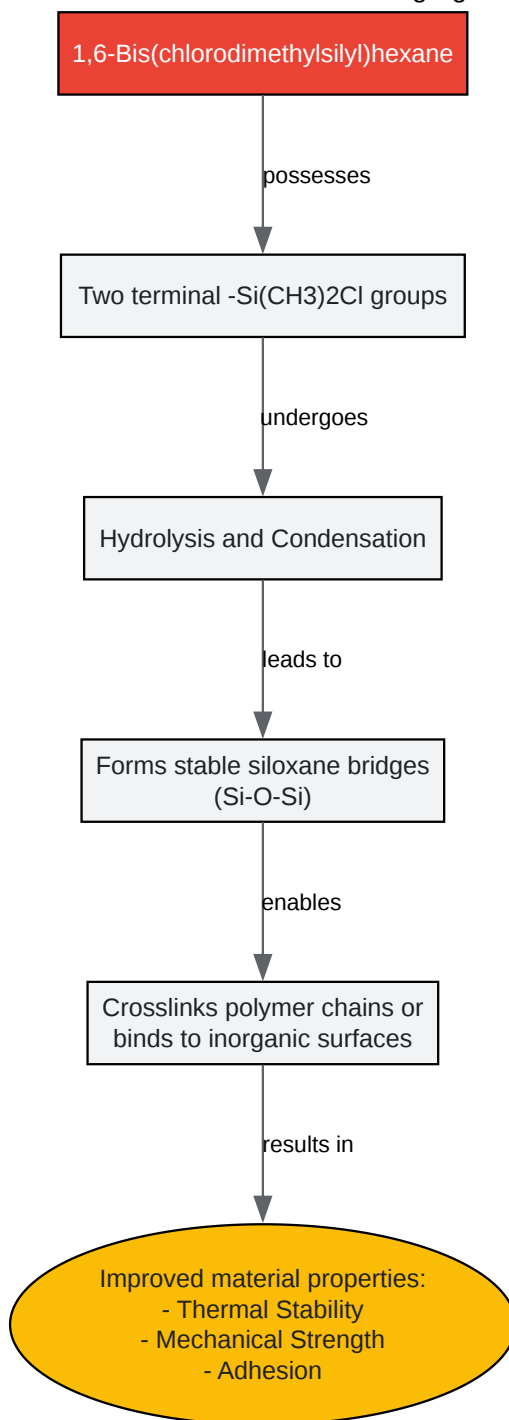 1,6-Bis(chlorodimethylsilyl)hexane
possesses
Two terminal -Si(CH3)2Cl groups
undergoes
Hydrolysis and Condensation
leads to
Forms stable siloxane bridges
(Si-O-Si)
enables
Crosslinks polymer chains or
binds to inorganic surfaces
results in
Improved material properties:
- Thermal Stability
- Mechanical Strength
- Adhesion